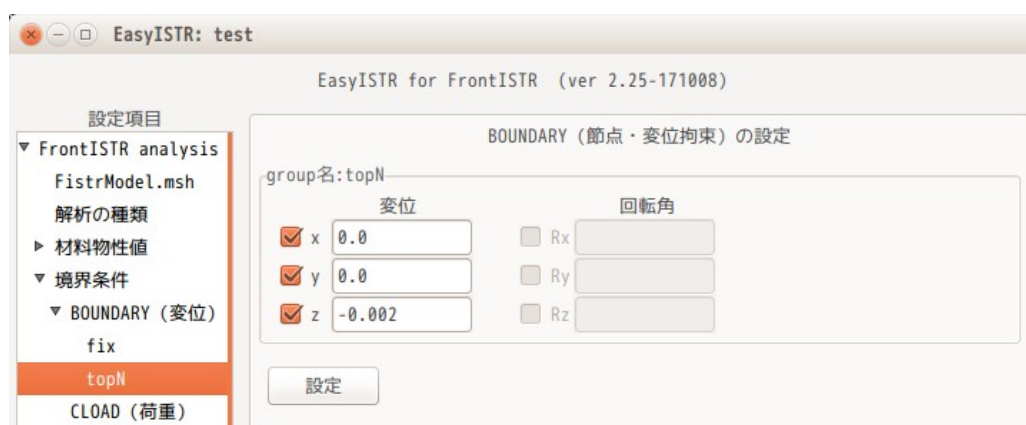 EasyISTR: test
EasyISTR for FrontISTR (ver 2.25-171008)
設定項目
FrontISTR analysis
FistrModel.msh
解析の種類
材料物性値
境界条件
BOUNDARY (変位)
fix
topN
CLOAD (荷重)
BOUNDARY (節点・変位拘束) の設定
group名:topN
変位 回転角
x 0.0 Rx
y 0.0 Ry
z -0.002 Rz
設定